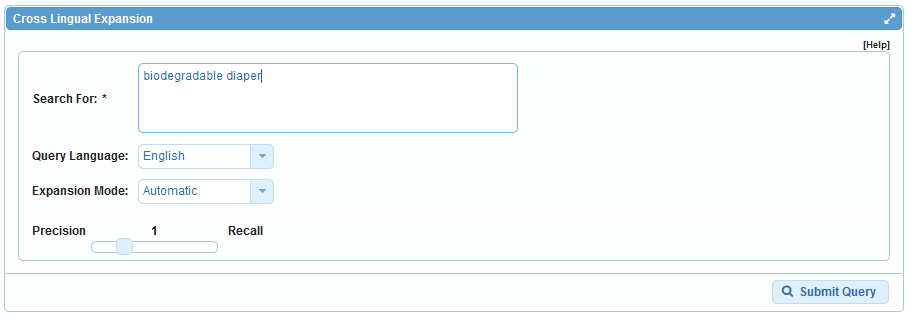 Cross Lingual Expansion
[Help]
Search For: * biodegradable diaper
Query Language: English
Expansion Mode: Automatic
Precision 1 Recall
Submit Query